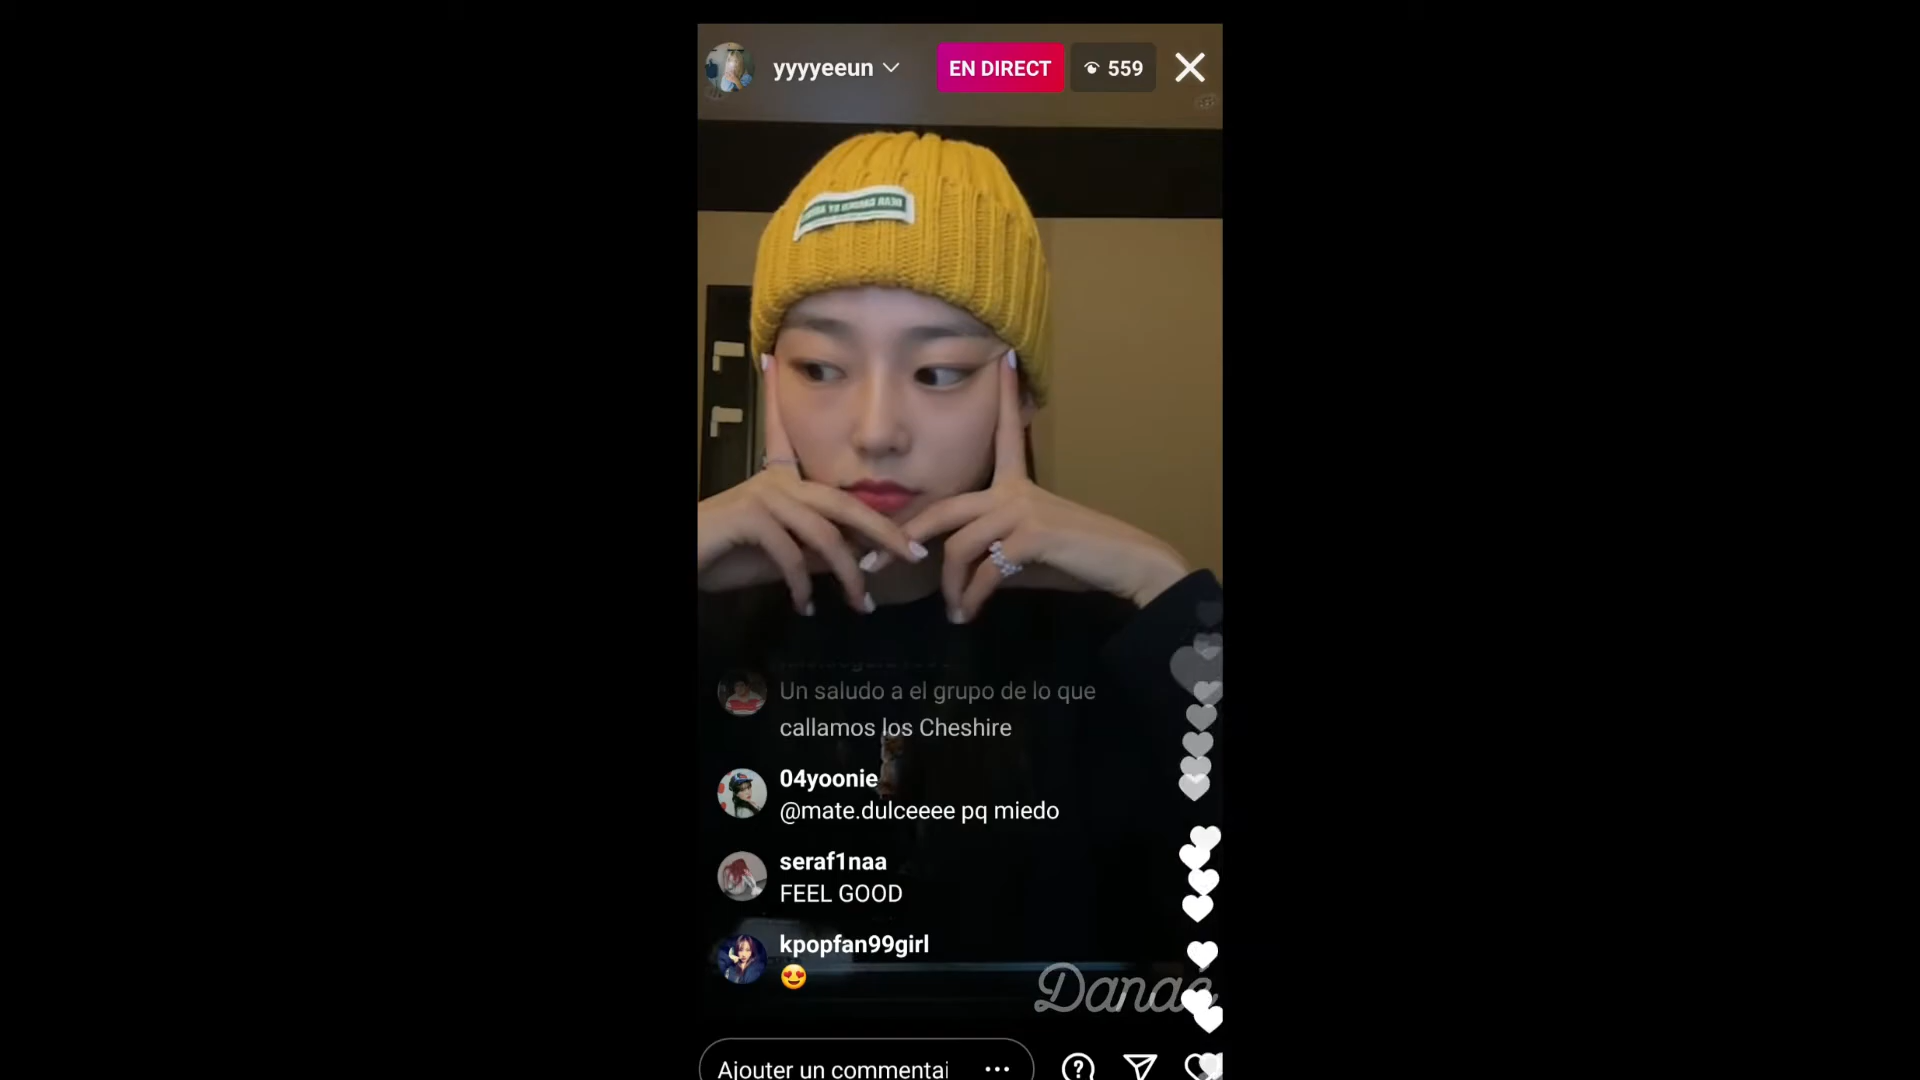 yyyyeeun
EN DIRECT
559
Un saludo a el grupo de lo que
callamos los Cheshire
04yoonie
@mate.dulceeee pq miedo
seraf1naa
FEEL GOOD
kpopfan99girl
Danaé
Ajouter un commentai